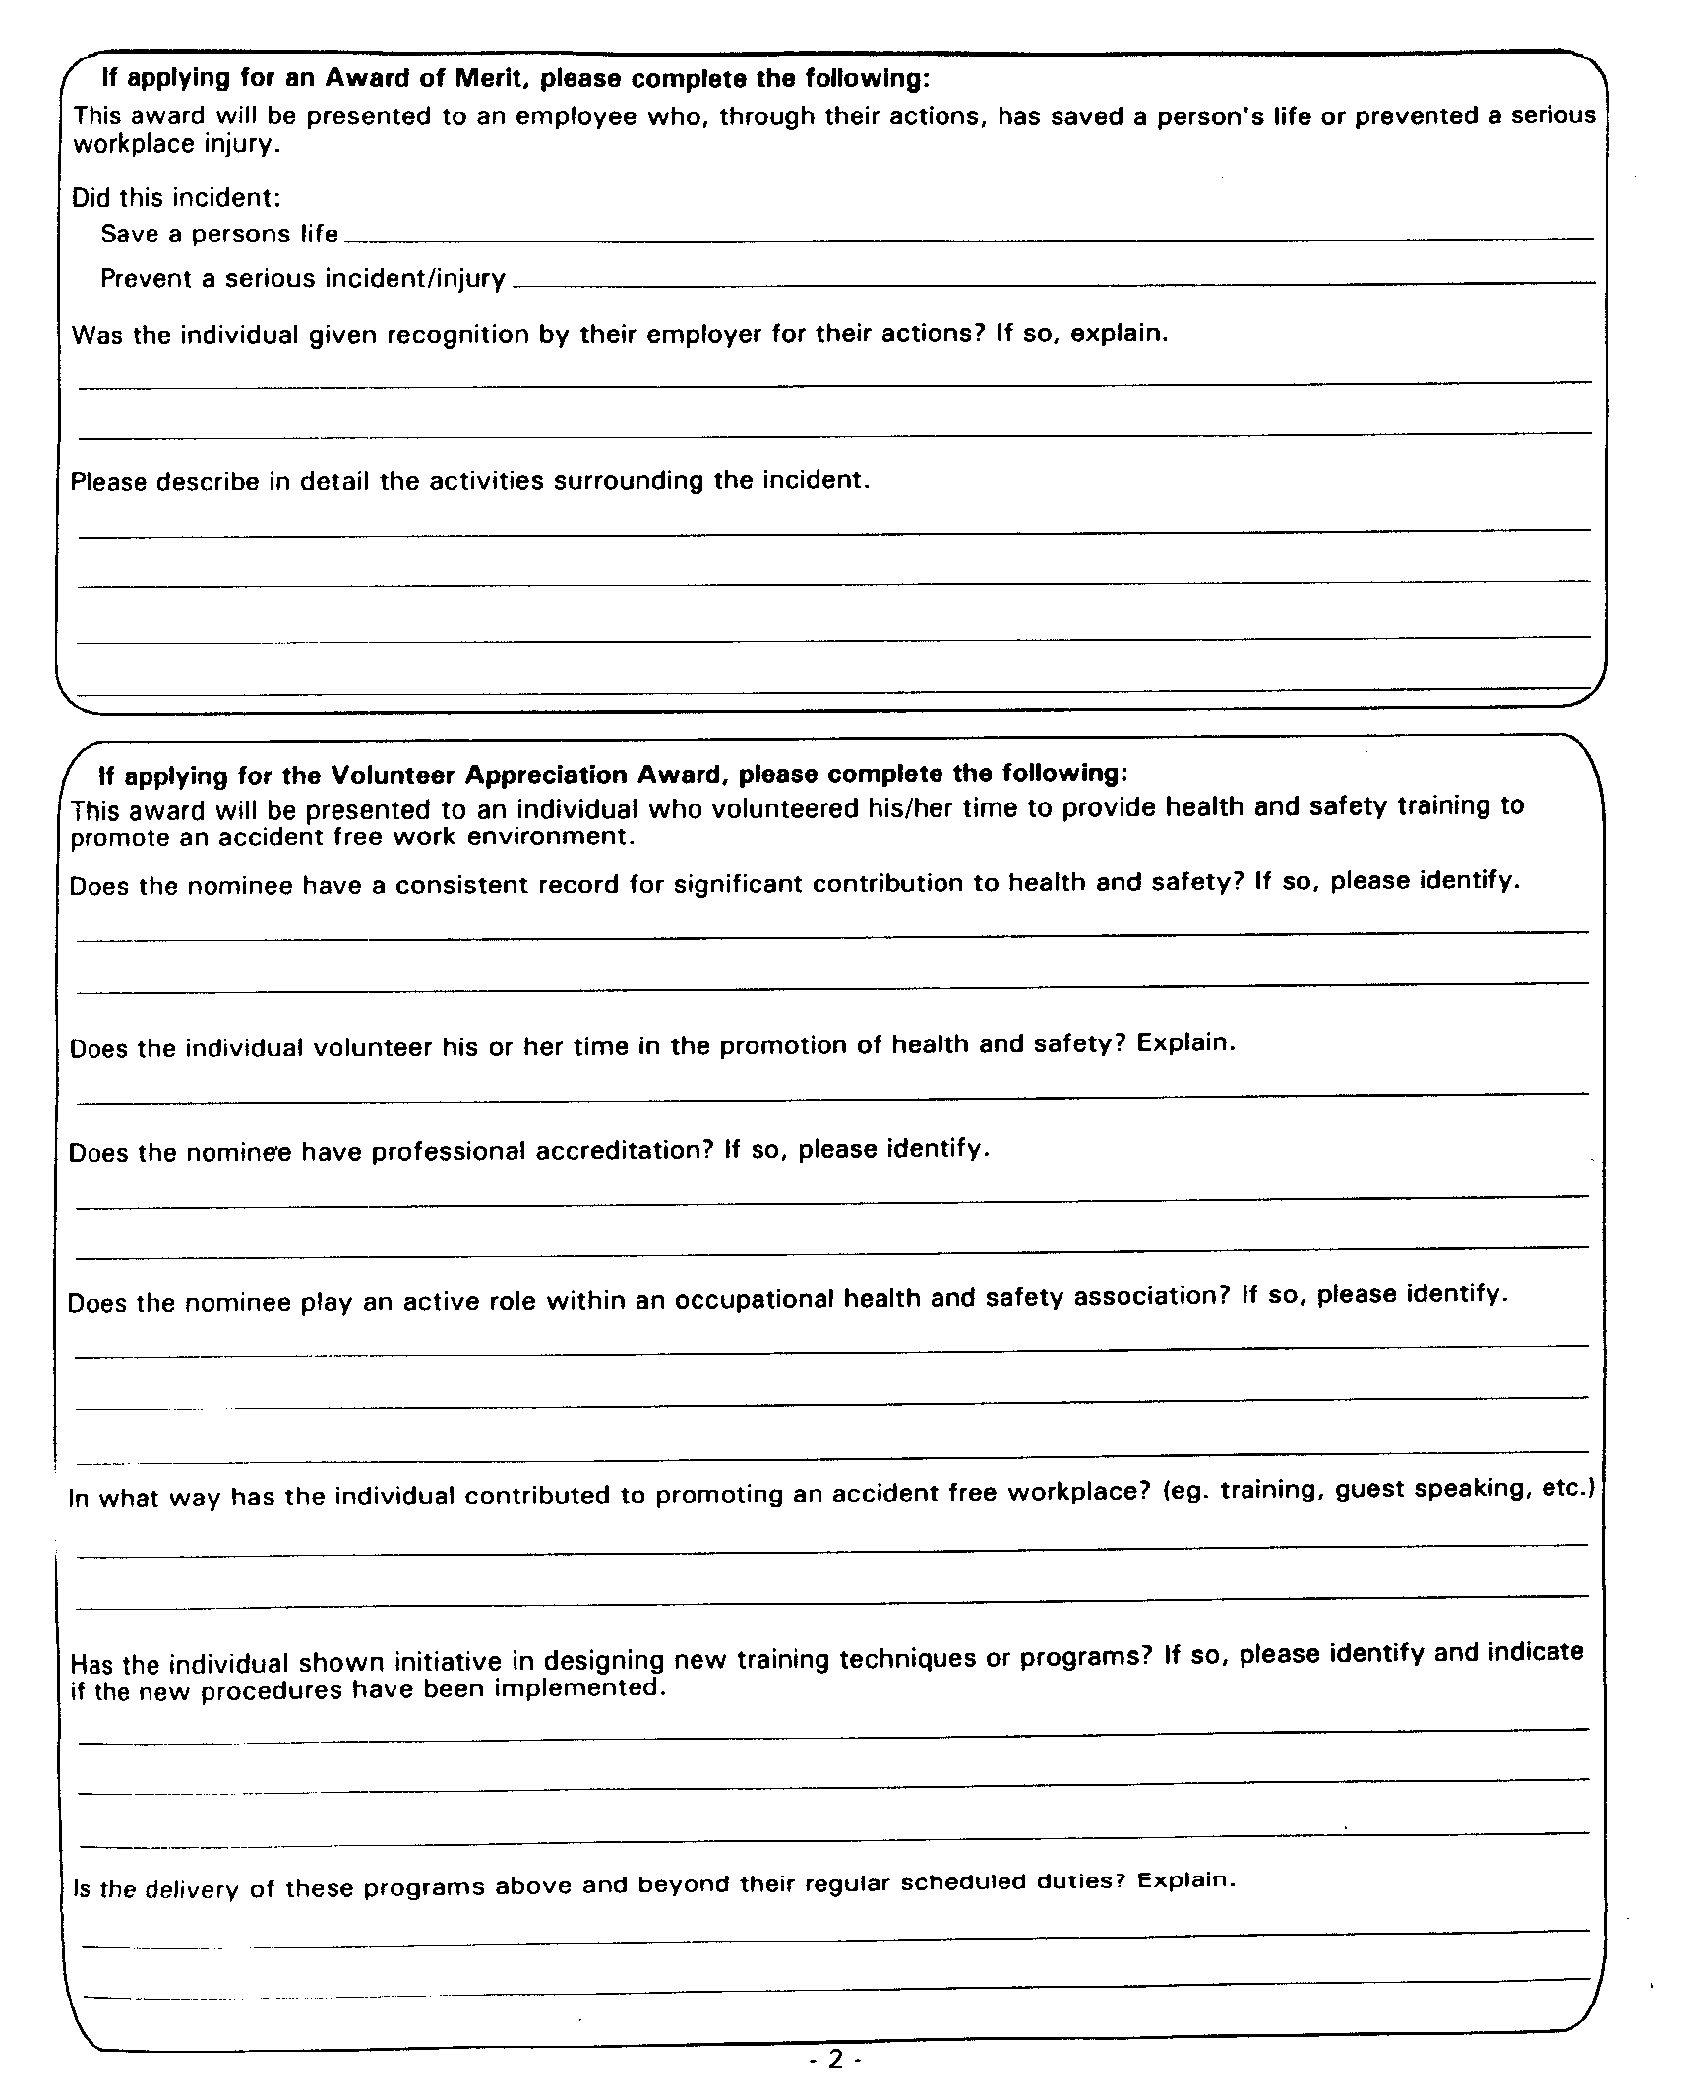 If applying for an Award of Merit, please complete the following:
This award will be presented to an employee who, through their actions, has saved a person's life or prevented a serious
workplace injury.
Did this incident:
Save a persons life
Prevent a serious incident/injury
Was the individual given recognition by their employer for their actions? If so, explain.
Please describe in detail the activities surrounding the incident.
If applying for the Volunteer Appreciation Award, please complete the following:
This award will be presented to an individual who volunteered his/her time to provide health and safety training to
promote an accident free work environment.
Does the nominee have a consistent record for significant contribution to health and safety? If so, please identify.
Does the individual volunteer his or her time in the promotion of health and safety? Explain.
Does the nominee have professional accreditation? If so, please identify.
Does the nominee play an active role within an occupational health and safety association? If so, please identify.
In what way has the individual contributed to promoting an accident free workplace? (eg. training, guest speaking, etc.)
Has the individual shown initiative in designing new training techniques or programs? If so, please identify and indicate
if the new procedures have been implemented.
Is the delivery of these programs above and beyond their regular scheduled duties? Explain.
- 2 -